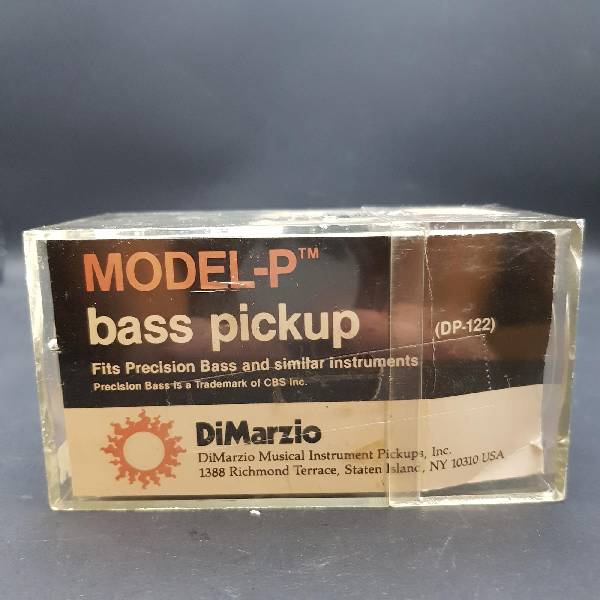 MODEL-P™
bass pickup
(DP-122)
Fits Precision Bass and similar instruments
Precision Bass is a Trademark of CBS Inc.
DiMarzio
DiMarzio Musical Instrument Pickups, Inc.
1388 Richmond Terrace, Staten Island, NY 10310 USA